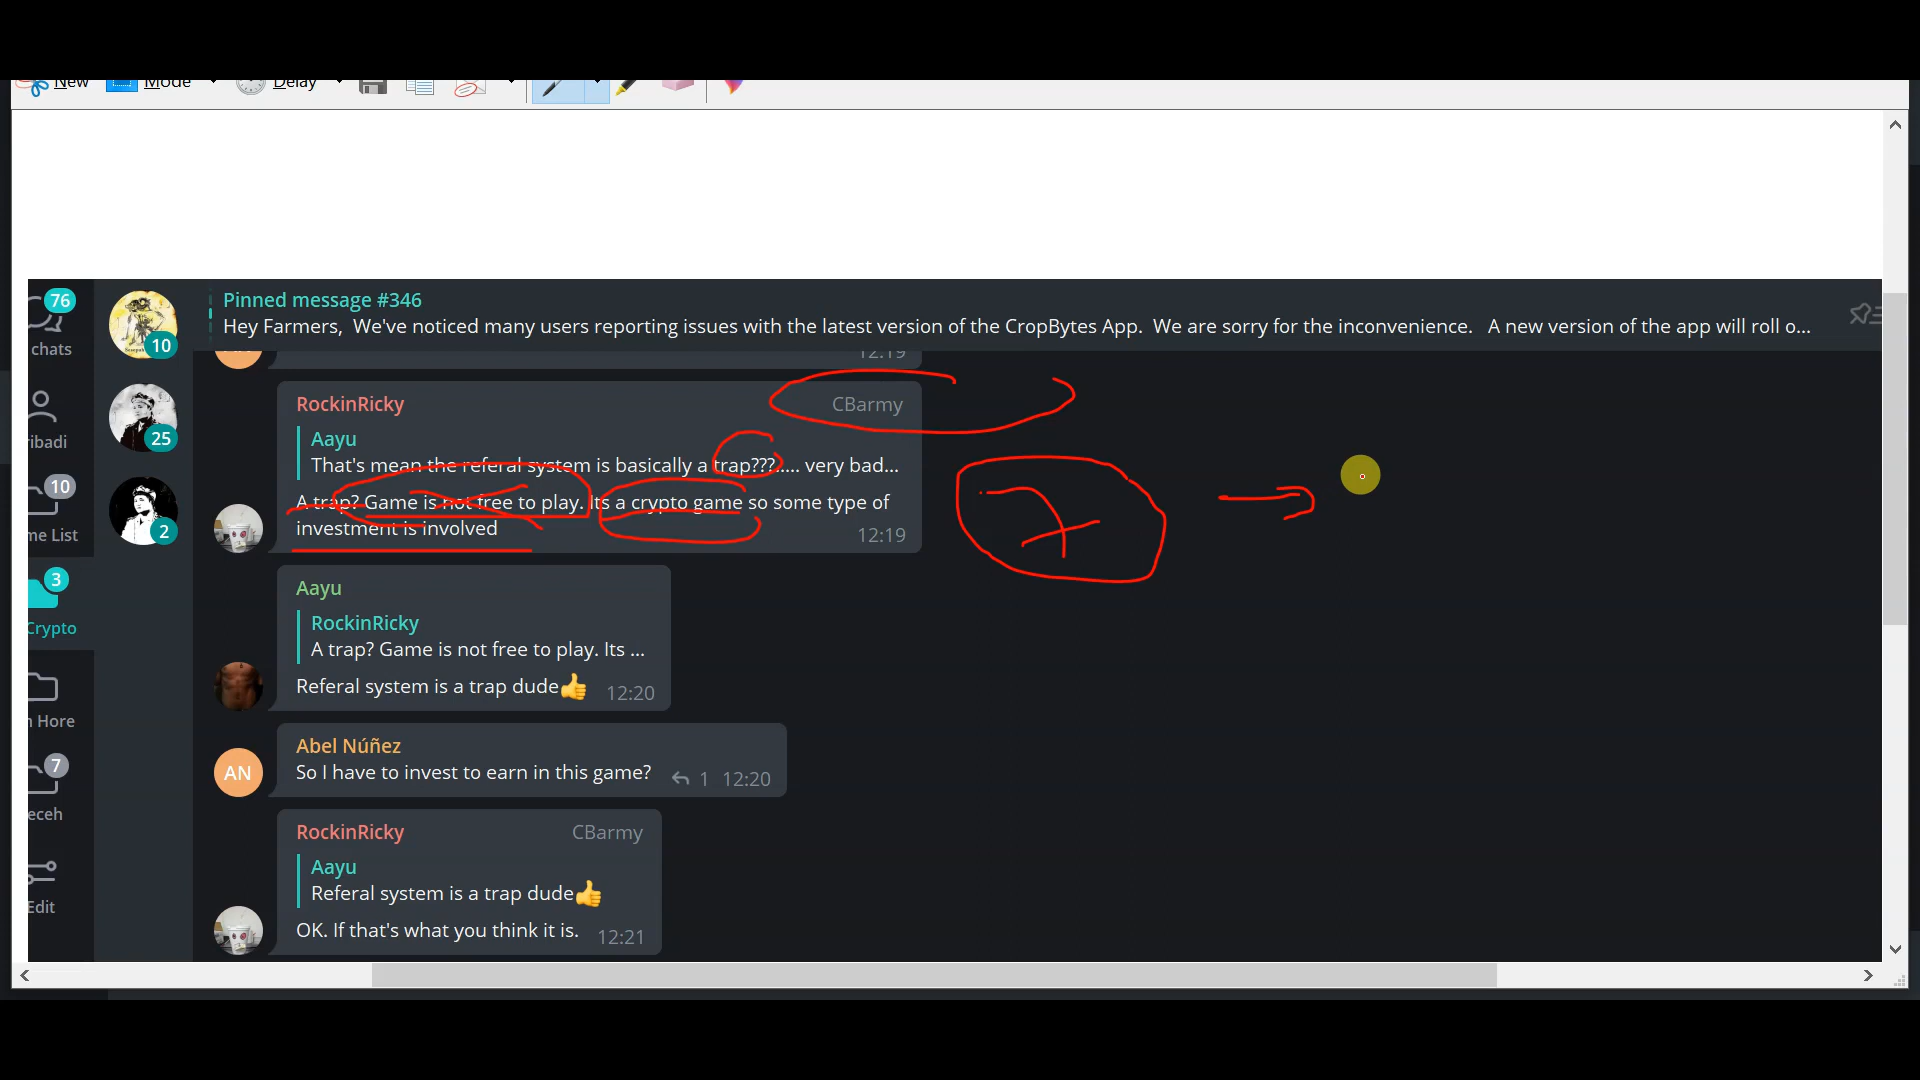 New
Mode
Delay
76
chats
10
Pinned message #346
Hey Farmers, We've noticed many users reporting issues with the latest version of the CropBytes App. We are sorry for the inconvenience. A new version of the app will roll o...
12:19
ribadi
25
RockinRicky
CBarmy
Aayu
That's mean the referal system is basically a trap???..... very bad...
A trap? Game is not free to play. Its a crypto game so some type of
investment is involved
12:19
7
10
me List
2
3
Crypto
Aayu
RockinRicky
A trap? Game is not free to play. Its ...
Referal system is a trap dude👍
12:20
n Hore
7
eceh
AN
Abel Núñez
So I have to invest to earn in this game?
1 12:20
RockinRicky
CBarmy
Aayu
Referal system is a trap dude👍
OK. If that's what you think it is.
12:21
Edit